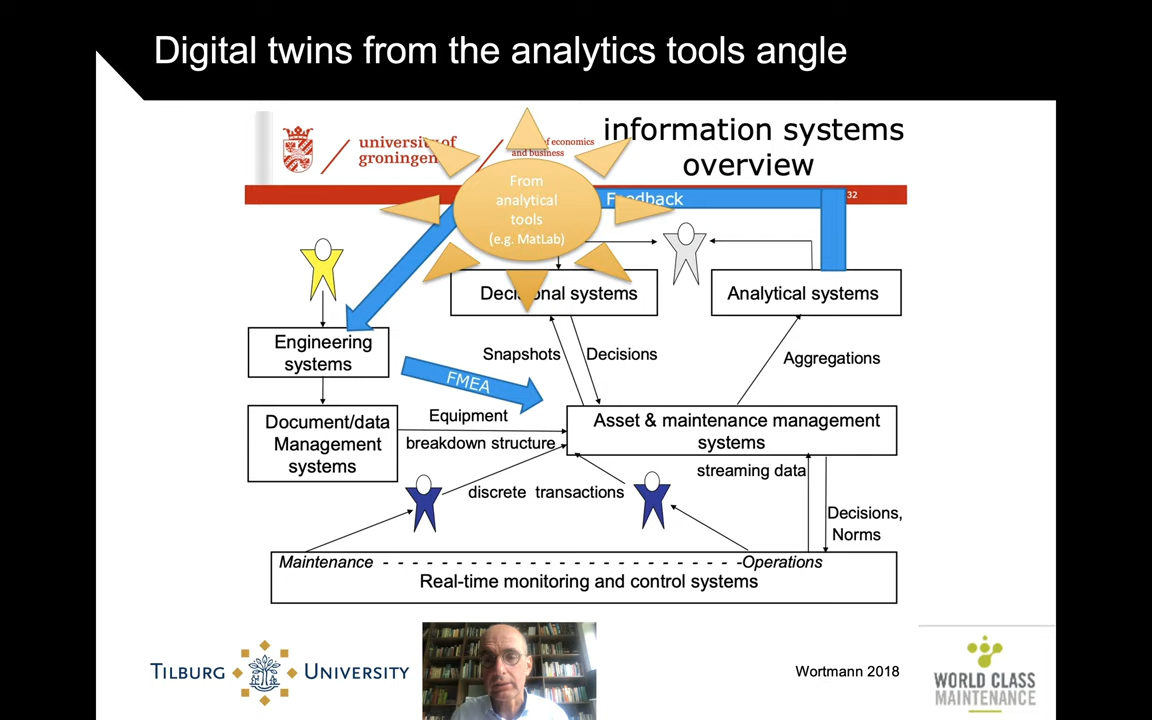 Digital twins from the analytics tools angle
university of
groningen
of economics
and business
information systems
overview
32
From
analytical
tools
(e.g. MatLab)
Feedback
Decisional systems
Analytical systems
Engineering
systems
Snapshots
Decisions
Aggregations
FMEA
Document/data
Management
systems
Equipment
breakdown structure
Asset & maintenance management
systems
streaming data
discrete transactions
Decisions,
Norms
Maintenance
Operations
Real-time monitoring and control systems
TILBURG UNIVERSITY
Wortmann 2018
WORLD CLASS
MAINTENANCE